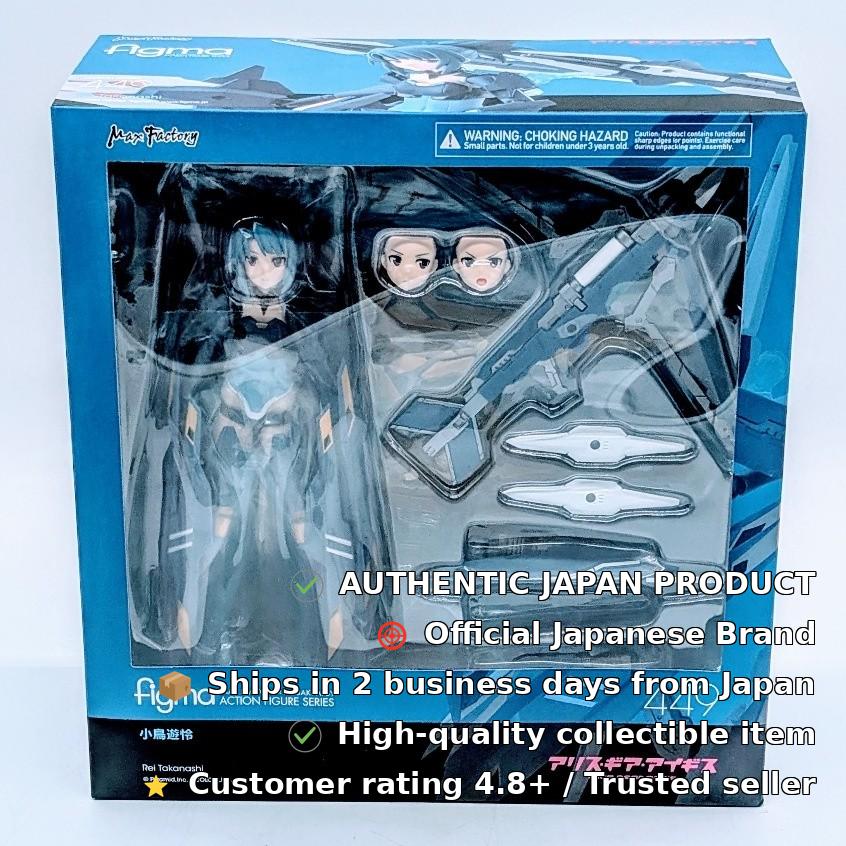 figma
Max Factory
WARNING: CHOKING HAZARD
Small parts. Not for children under 3 years old.
Caution: Product contains functional
sharp edges (or points). Exercise care
during unpacking and assembly.
✓ AUTHENTIC JAPAN PRODUCT
Official Japanese Brand
Ships in 2 business days from Japan
figma
ACTION FIGURE SERIES
449
小鳥遊怜
High-quality collectible item
アリス・ギア・アイギス
Rei Takanashi
Customer rating 4.8+ / Trusted seller